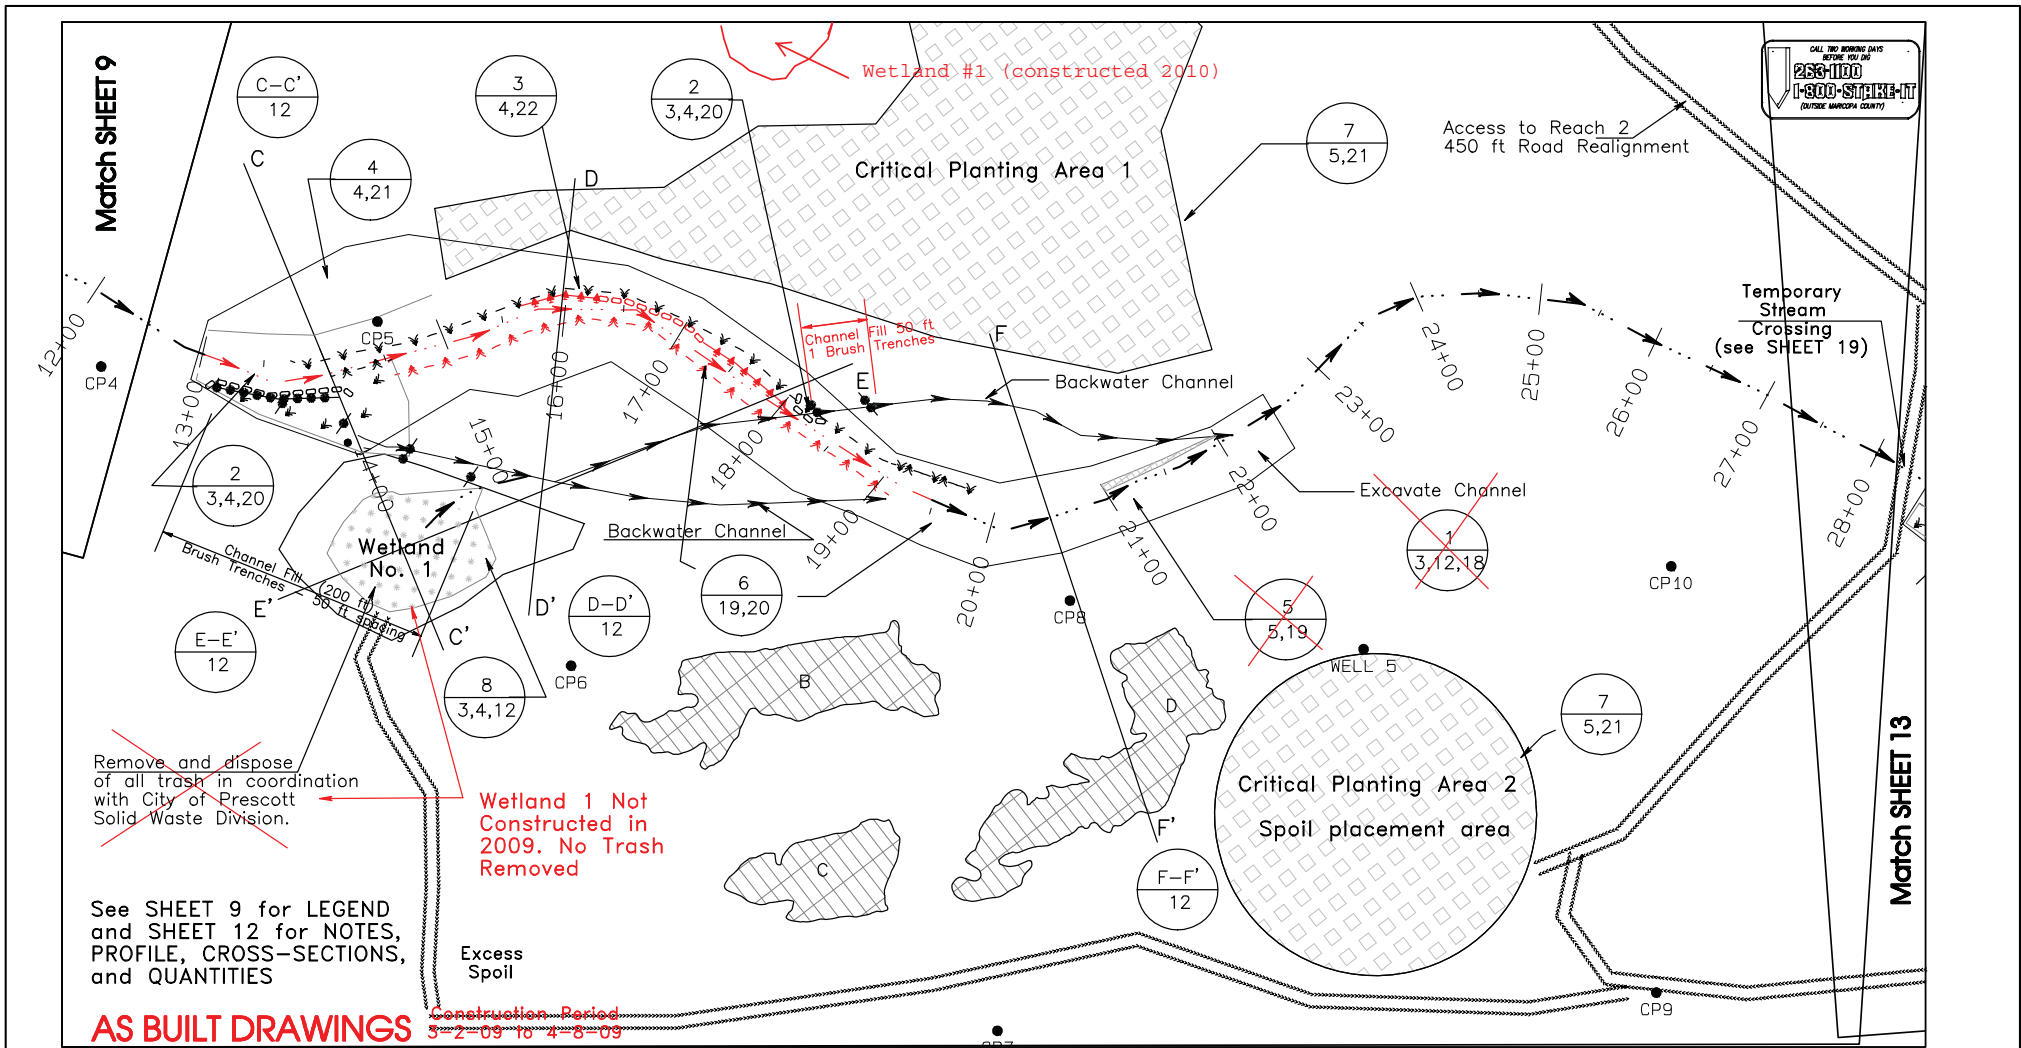 Match SHEET 9
C-C'
12
3
4,22
2
3,4,20
Wetland #1 (constructed 2010)
CALL TWO WORKING DAYS
BEFORE YOU DIG
263-1100
1-800-STAKE-IT
(OUTSIDE MARICOPA COUNTY)
7
5,21
Access to Reach 2
450 ft Road Realignment
Critical Planting Area 1
C
4
4,21
D
12+00
CP4
CP5
13+00
14+00
15+00
16+00
17+00
18+00
19+00
20+00
21+00
22+00
23+00
24+00
25+00
26+00
27+00
28+00
Channel Fill 50 ft
1 Brush Trenches
E
F
Backwater Channel
Temporary
Stream
Crossing
(see SHEET 19)
2
3,4,20
Excavate Channel
1
3,12,18
Backwater Channel
Wetland
No. 1
Channel Fill (200 ft)
Brush Trenches 50 ft spacing
E'
C'
D'
E-E'
12
D-D'
12
6
19,20
5
5,19
CP8
CP10
WELL 5
8
3,4,12
CP6
B
D
7
5,21
Remove and dispose
of all trash in coordination
with City of Prescott
Solid Waste Division.
Wetland 1 Not
Constructed in
2009. No Trash
Removed
Critical Planting Area 2
Spoil placement area
F'
C
F-F'
12
Match SHEET 13
See SHEET 9 for LEGEND
and SHEET 12 for NOTES,
PROFILE, CROSS-SECTIONS,
and QUANTITIES
Excess
Spoil
AS BUILT DRAWINGS
Construction Period
3-2-09 to 4-8-09
CP7
CP9